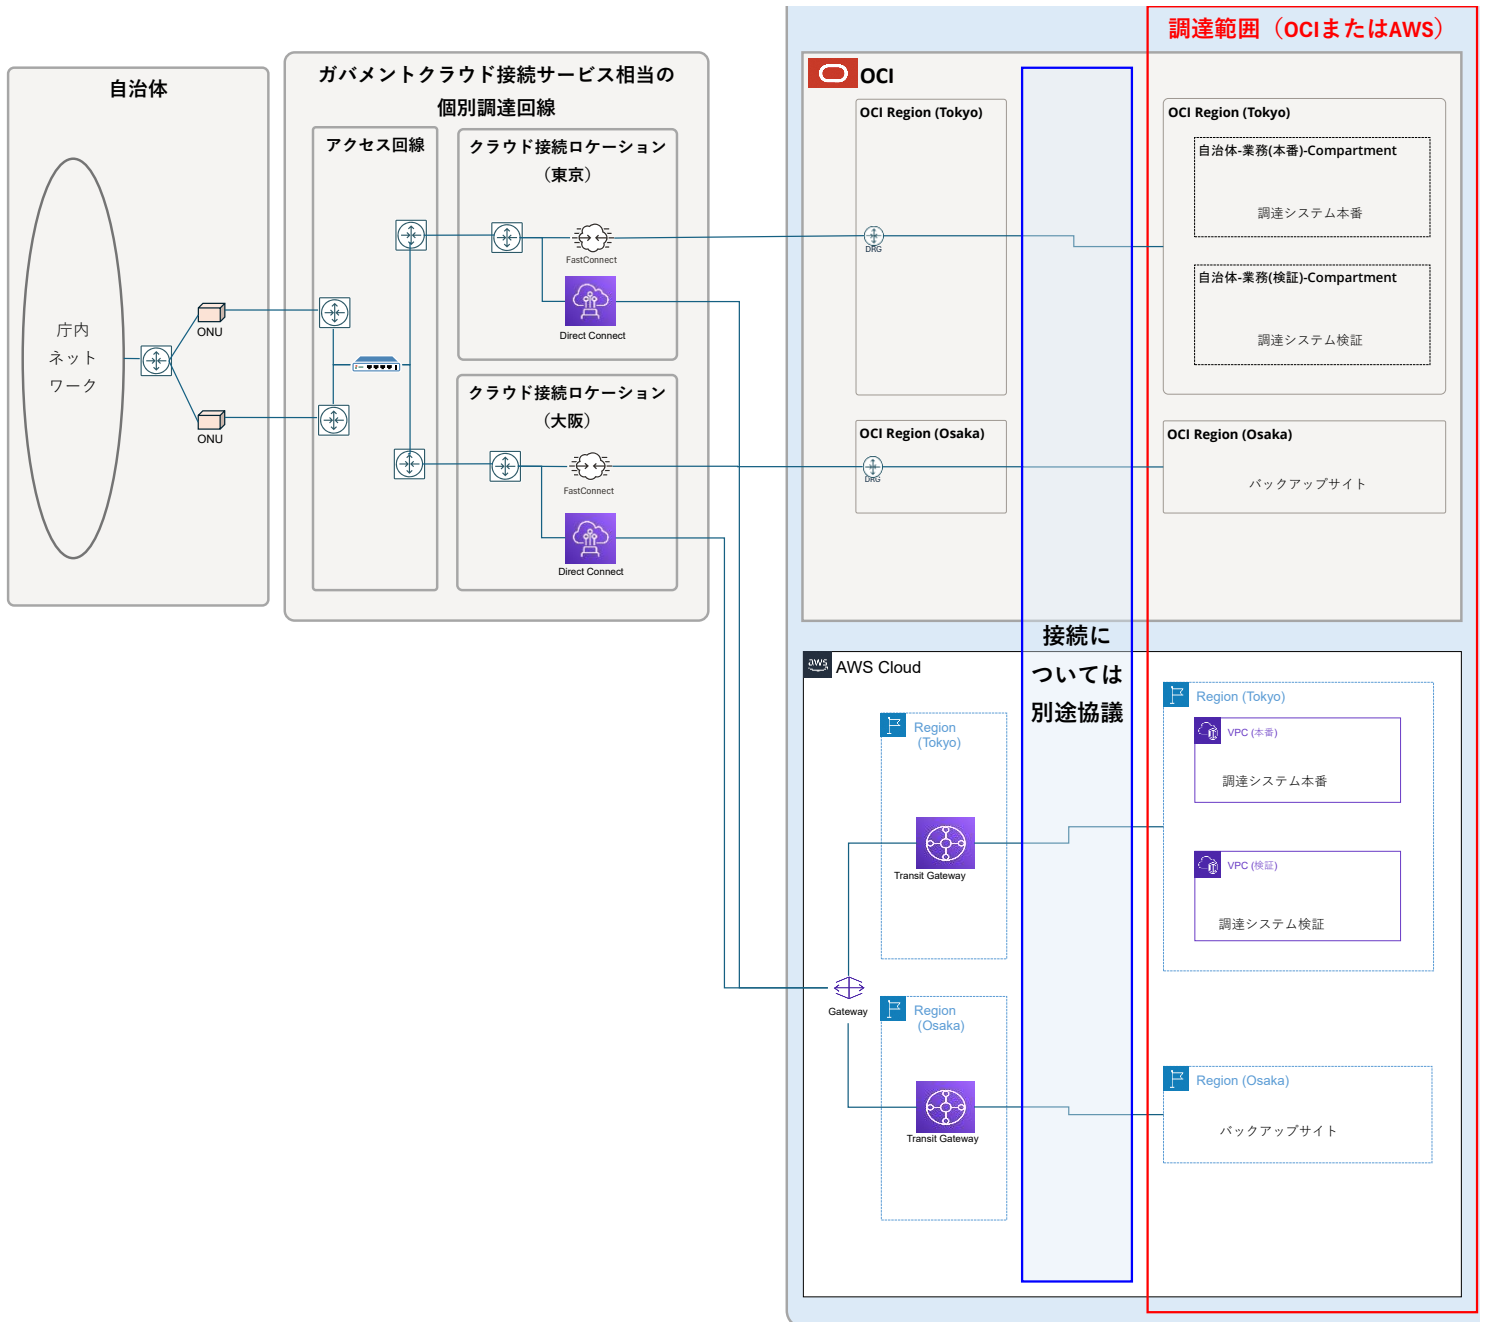 調達範囲（OCIまたはAWS）
自治体
庁内
ネット
ワーク
ONU
ONU
ガバメントクラウド接続サービス相当の
個別調達回線
アクセス回線
クラウド接続ロケーション
（東京）
FastConnect
Direct Connect
クラウド接続ロケーション
（大阪）
FastConnect
Direct Connect
OCI
OCI Region (Tokyo)
DRG
OCI Region (Osaka)
DRG
OCI Region (Tokyo)
自治体-業務(本番)-Compartment
調達システム本番
自治体-業務(検証)-Compartment
調達システム検証
OCI Region (Osaka)
バックアップサイト
接続に
ついては
別途協議
aws
AWS Cloud
Region
(Tokyo)
Transit Gateway
Gateway
Region
(Osaka)
Transit Gateway
Region (Tokyo)
VPC (本番)
調達システム本番
VPC (検証)
調達システム検証
Region (Osaka)
バックアップサイト